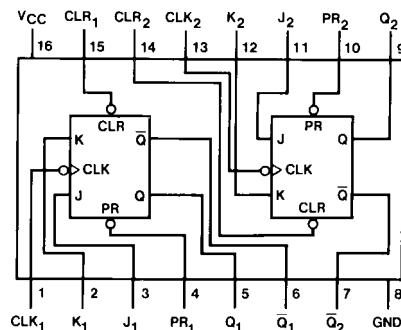 VCC CLR1 CLR2 CLK2 K2 J2 PR2 Q2
16 15 14 13 12 11 10 9
CLR PR
K Q̅ J Q
CLK CLK
J Q K Q̅
PR CLR
1 2 3 4 5 6 7 8
CLK1 K1 J1 PR1 Q1 Q̅1 Q̅2 GND